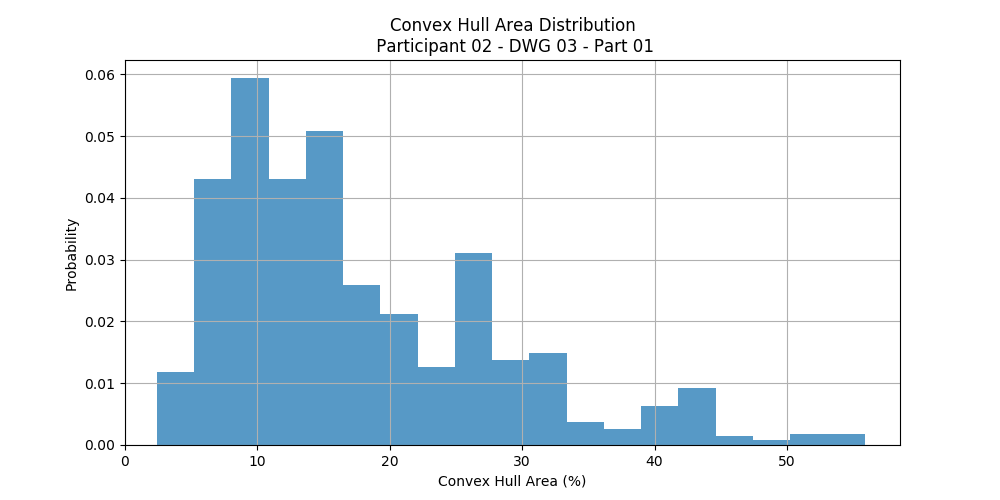 Convex Hull Area Distribution
Participant 02 - DWG 03 - Part 01
0.06
0.05
0.04
0.03
0.02
0.01
0.00
Probability
0 10 20 30 40 50
Convex Hull Area (%)